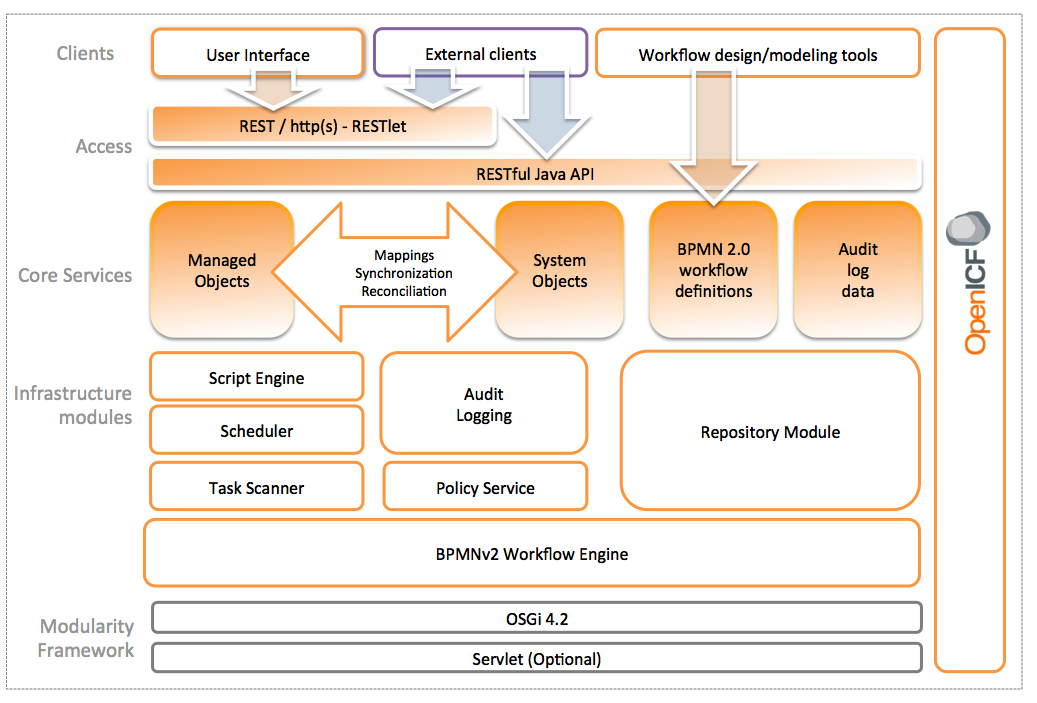 Clients
User Interface
External clients
Workflow design/modeling tools
Access
REST / http(s) - RESTlet
RESTful Java API
Core Services
Managed
Objects
Mappings
Synchronization
Reconciliation
System
Objects
BPMN 2.0
workflow
definitions
Audit
log
data
OpenICF
Infrastructure
modules
Script Engine
Scheduler
Task Scanner
Audit
Logging
Policy Service
Repository Module
BPMNv2 Workflow Engine
Modularity
Framework
OSGi 4.2
Servlet (Optional)